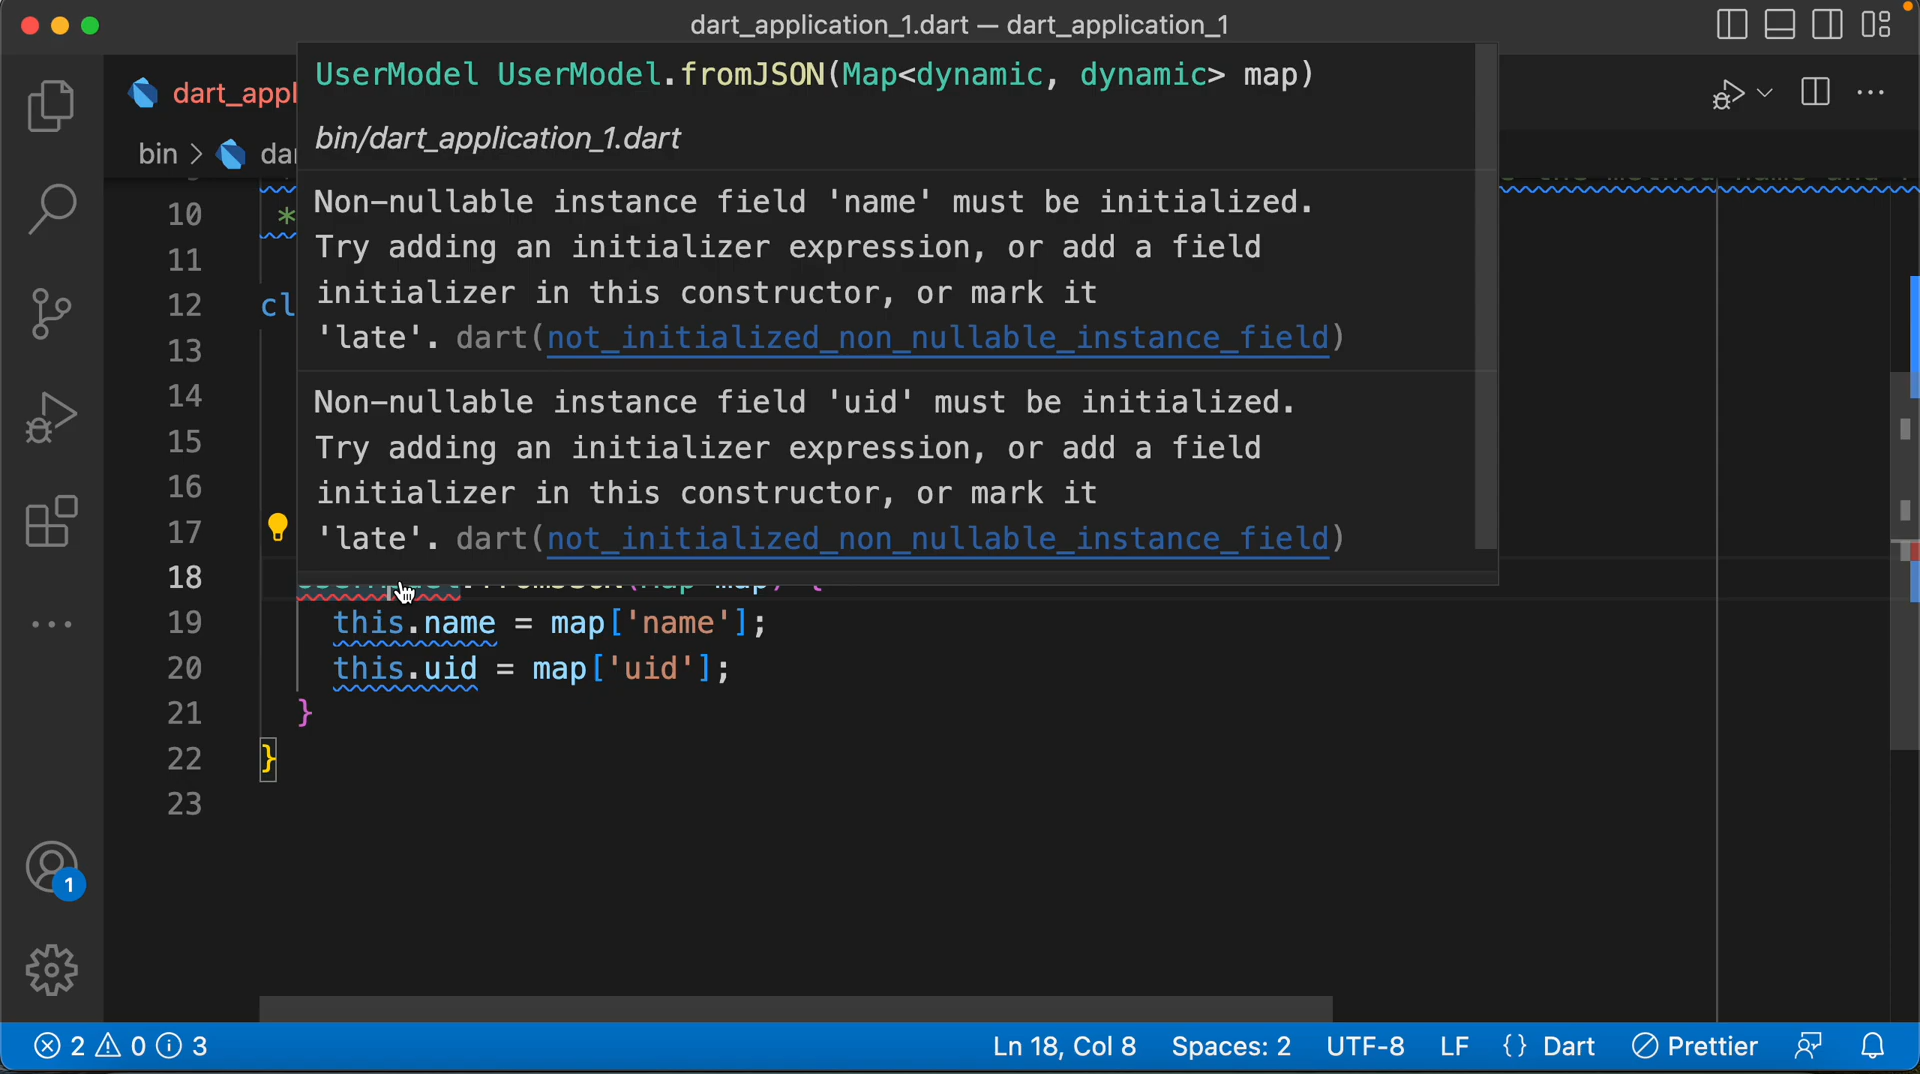 dart_application_1.dart — dart_application_1
dart_appl
bin > da
UserModel UserModel.fromJSON(Map<dynamic, dynamic> map)
bin/dart_application_1.dart
Non-nullable instance field 'name' must be initialized.
Try adding an initializer expression, or add a field
initializer in this constructor, or mark it
'late'. dart(not_initialized_non_nullable_instance_field)
Non-nullable instance field 'uid' must be initialized.
Try adding an initializer expression, or add a field
initializer in this constructor, or mark it
'late'. dart(not_initialized_non_nullable_instance_field)
10 *
11
12 cl
13
14
15
16
17
18
19 this.name = map['name'];
20 this.uid = map['uid'];
21 }
22 }
23
1
2 0 3
Ln 18, Col 8 Spaces: 2 UTF-8 LF {} Dart Prettier